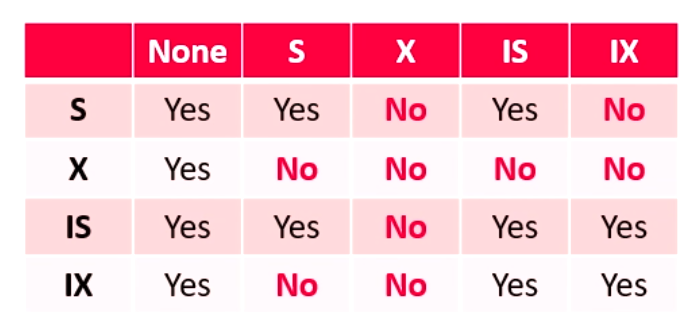 None S X IS IX
S Yes Yes No Yes No
X Yes No No No No
IS Yes Yes No Yes Yes
IX Yes No No Yes Yes